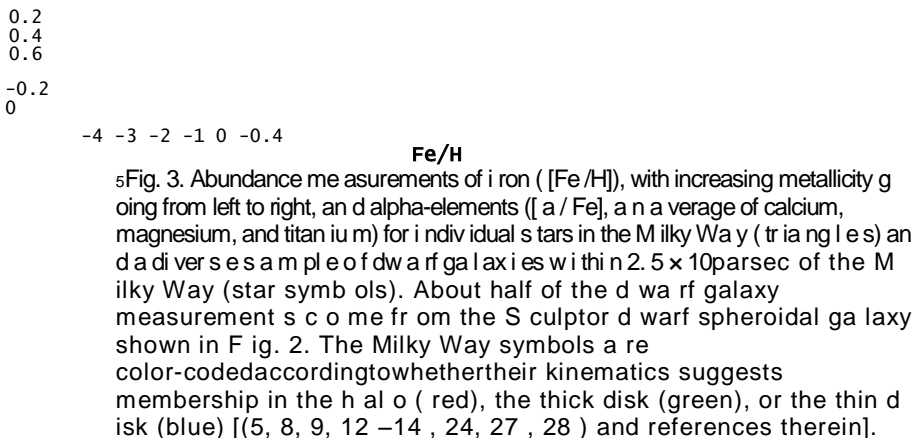 0.2
0.4
0.6
-0.2
0
-4 -3 -2 -1 0 -0.4
Fe/H
5Fig. 3. Abundance me asurements of i ron ( [Fe /H]), with increasing metallicity g
oing from left to right, an d alpha-elements ([ a / Fe], a n a verage of calcium,
magnesium, and titan iu m) for i ndiv idual s tars in the M ilky Wa y ( tr ia ng l e s) an
d a di ver s e s a m pl e o f dw a rf ga l ax i es w i thi n 2. 5 × 10parsec of the M
ilky Way (star symb ols). About half of the d wa rf galaxy
measurement s c o me fr om the S culptor d warf spheroidal ga laxy
shown in F ig. 2. The Milky Way symbols a re
color-codedaccordingtowhethertheir kinematics suggests
membership in the h al o ( red), the thick disk (green), or the thin d
isk (blue) [(5, 8, 9, 12 –14 , 24, 27 , 28 ) and references therein].